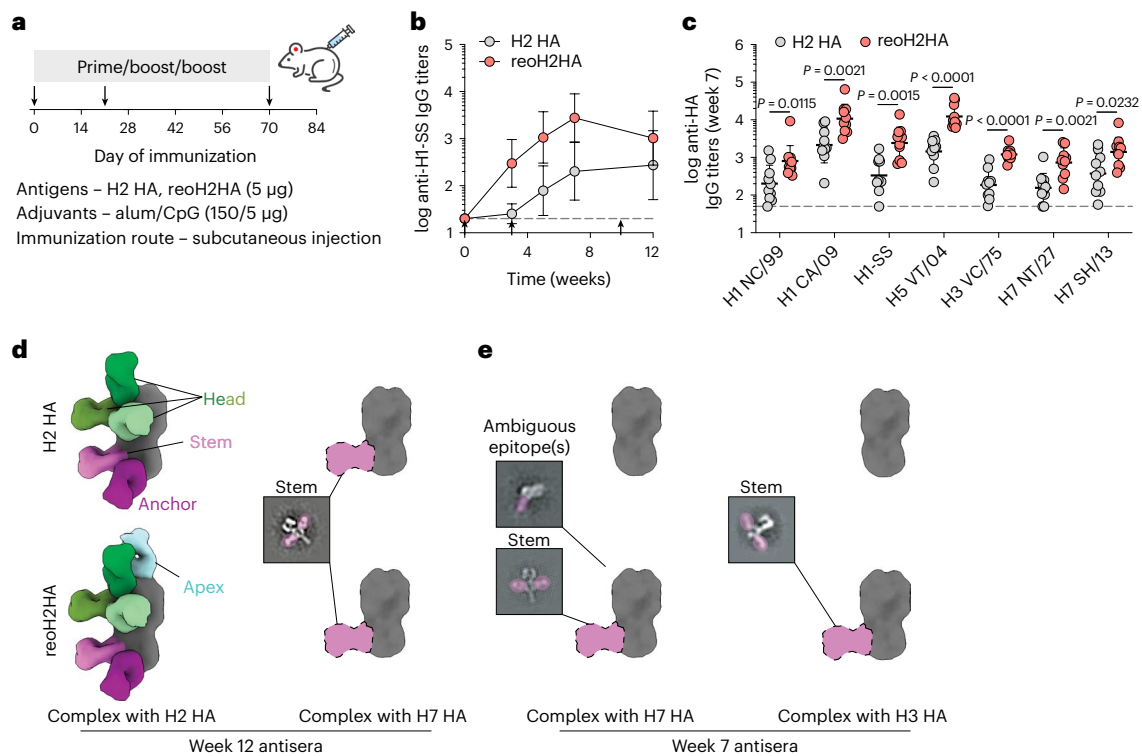 a
Prime/boost/boost
0 14 28 42 56 70 84
Day of immunization
Antigens – H2 HA, reoH2HA (5 µg)
Adjuvants – alum/CpG (150/5 µg)
Immunization route – subcutaneous injection
b
H2 HA
reoH2HA
log anti-H1-SS IgG titers
5
4
3
2
1
0 4 8 12
Time (weeks)
c
H2 HA reoH2HA
log anti-HA
IgG titers (week 7)
6
5
4
3
2
1
P = 0.0115
P = 0.0021
P = 0.0015
P < 0.0001
P < 0.0001
P = 0.0021
P = 0.0232
H1 NC/99
H1 CA/09
H1-SS
H5 VT/04
H3 VC/75
H7 NT/27
H7 SH/13
d
H2 HA
Head
Stem
Anchor
reoH2HA
Apex
Stem
Complex with H2 HA
Complex with H7 HA
Week 12 antisera
e
Ambiguous
epitope(s)
Stem
Stem
Complex with H7 HA
Complex with H3 HA
Week 7 antisera